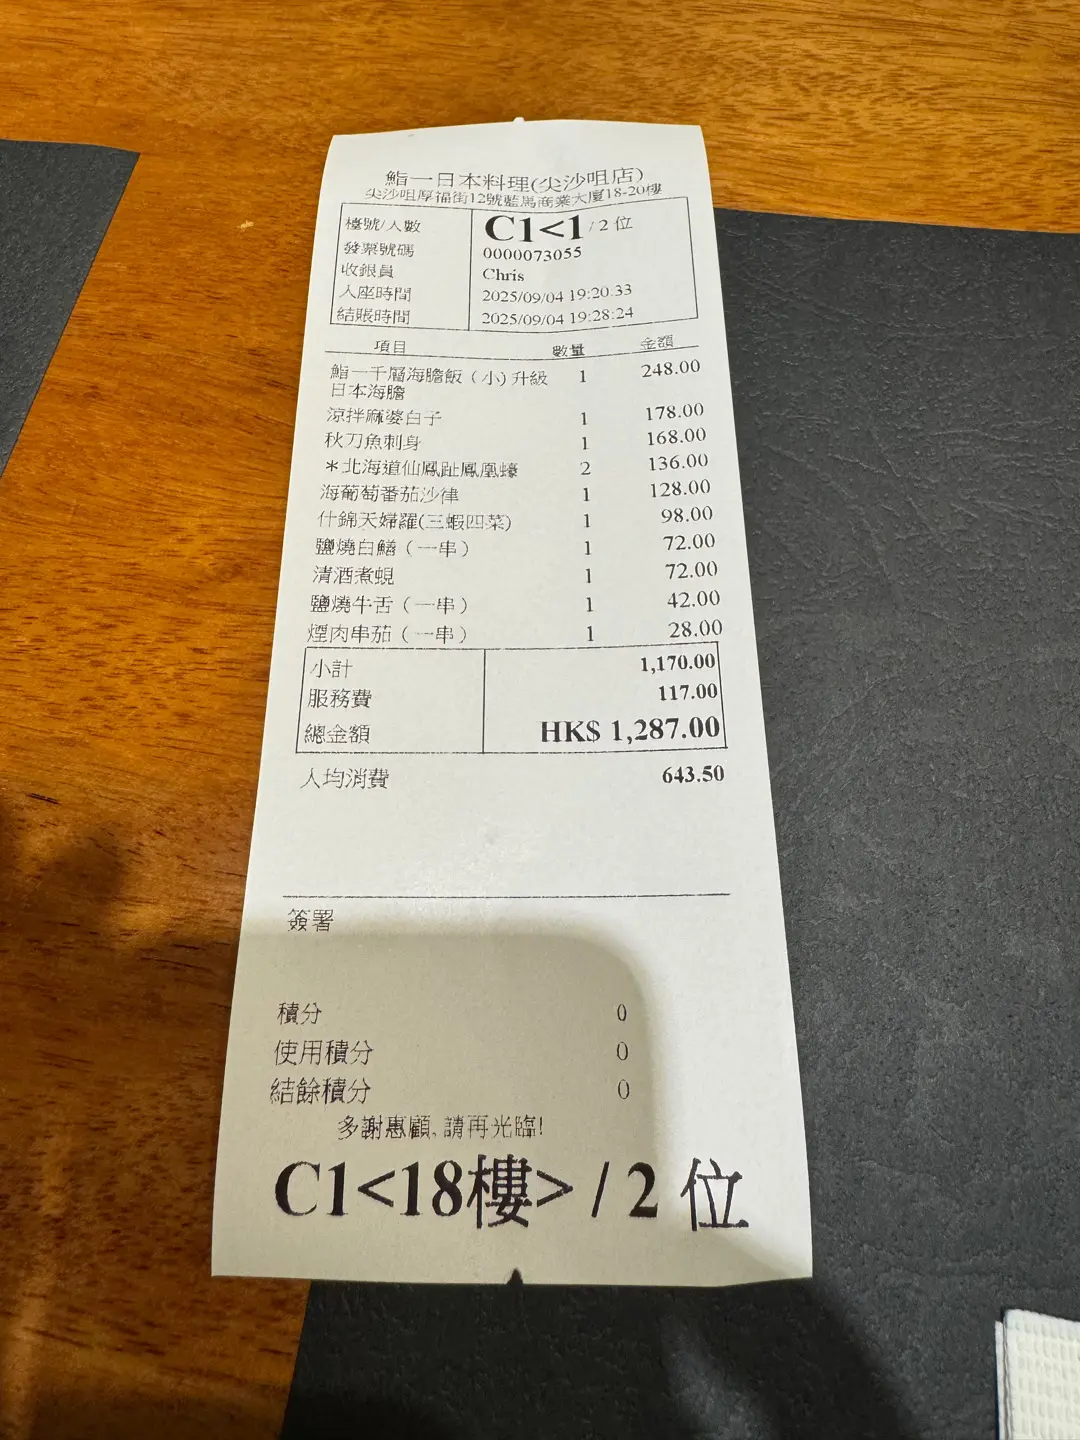 鮨一日本料理(尖沙咀店)
尖沙咀厚福街12號藍馬商業大廈18-20樓
檯號/人數 C1<1 / 2 位
發票號碼 0000073055
收銀員 Chris
入座時間 2025/09/04 19:20:33
結賬時間 2025/09/04 19:28:24
項目 數量 金額
鮨一千層海膽飯（小）升級 1 248.00
日本海膽
涼拌麻婆白子 1 178.00
秋刀魚刺身 1 168.00
＊北海道仙鳳趾鳳凰蠔 2 136.00
海葡萄番茄沙律 1 128.00
什錦天婦羅(三蝦四菜) 1 98.00
鹽燒白鱔（一串） 1 72.00
清酒煮蜆 1 72.00
鹽燒牛舌（一串） 1 42.00
煙肉串茄（一串） 1 28.00
小計 1,170.00
服務費 117.00
總金額 HK$ 1,287.00
人均消費 643.50
簽署
積分 0
使用積分 0
結餘積分 0
多謝惠顧,請再光臨!
C1<18樓> / 2 位